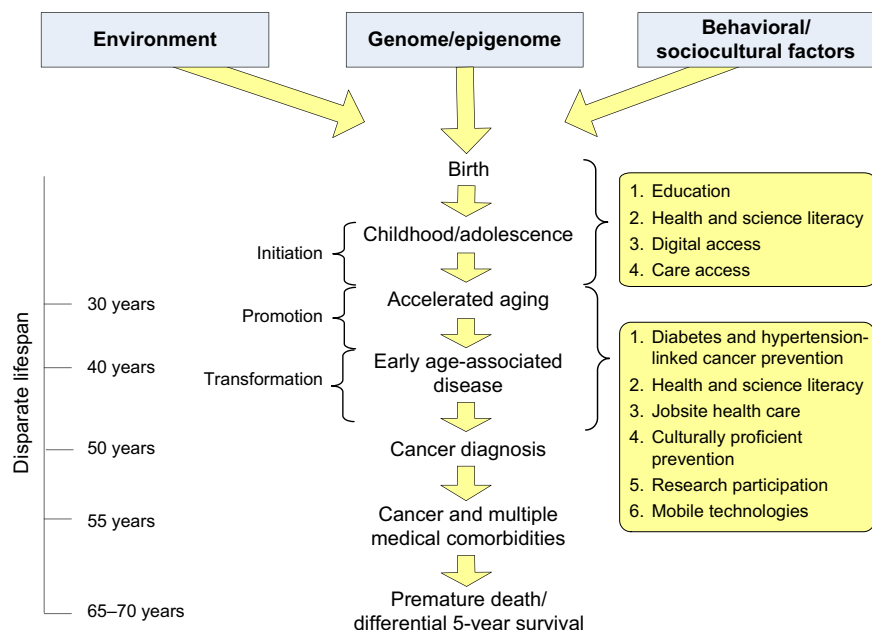 Environment
Genome/epigenome
Behavioral/
sociocultural factors
Birth
Childhood/adolescence
Accelerated aging
Early age-associated
disease
Cancer diagnosis
Cancer and multiple
medical comorbidities
Premature death/
differential 5-year survival
Initiation
Promotion
Transformation
Disparate lifespan
30 years
40 years
50 years
55 years
65–70 years
1. Education
2. Health and science literacy
3. Digital access
4. Care access
1. Diabetes and hypertension-
linked cancer prevention
2. Health and science literacy
3. Jobsite health care
4. Culturally proficient
prevention
5. Research participation
6. Mobile technologies